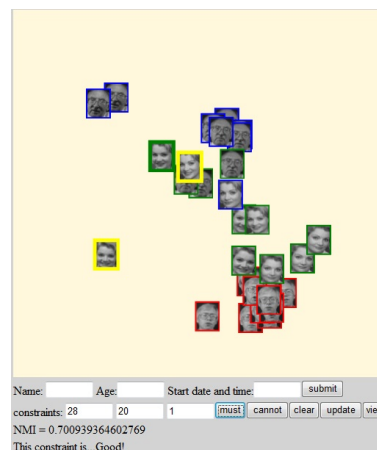 Name: Age: Start date and time: submit
constraints: 28 20 1 must cannot clear update vie
NMI = 0.700939364602769
This constraint is...Good!